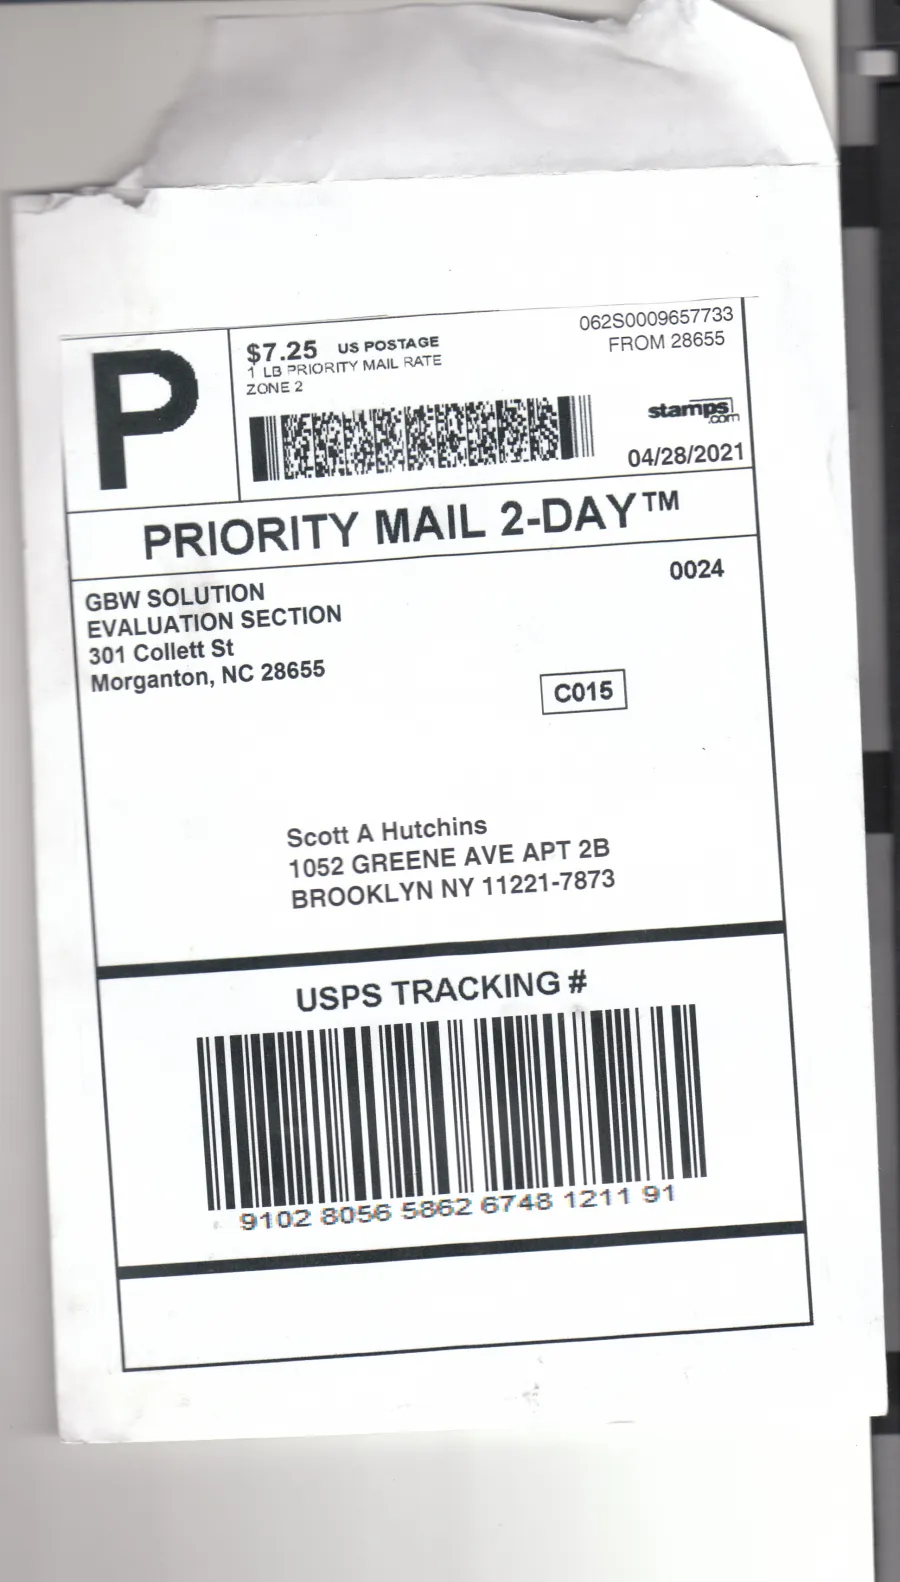 P
$7.25 US POSTAGE
1 LB PRIORITY MAIL RATE
ZONE 2
062S0009657733
FROM 28655
stamps
.com
04/28/2021
PRIORITY MAIL 2-DAY™
GBW SOLUTION
EVALUATION SECTION
301 Collett St
Morganton, NC 28655
0024
C015
Scott A Hutchins
1052 GREENE AVE APT 2B
BROOKLYN NY 11221-7873
USPS TRACKING #
9102 8056 5862 6748 1211 91